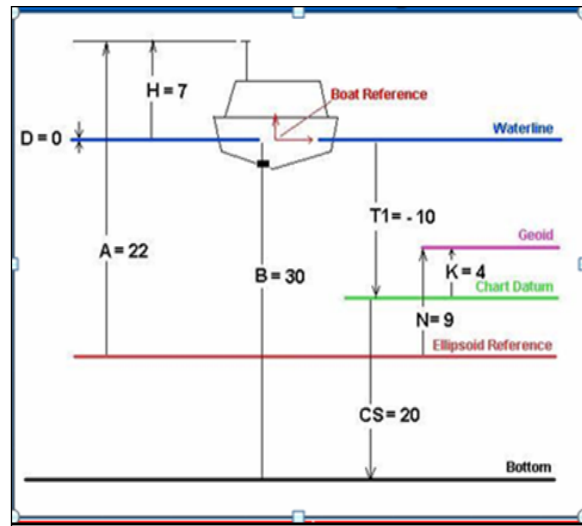 H = 7
Boat Reference
D = 0
Waterline
T1= - 10
A = 22
Geoid
B = 30
K = 4
Chart Datum
N= 9
Ellipsoid Reference
CS= 20
Bottom